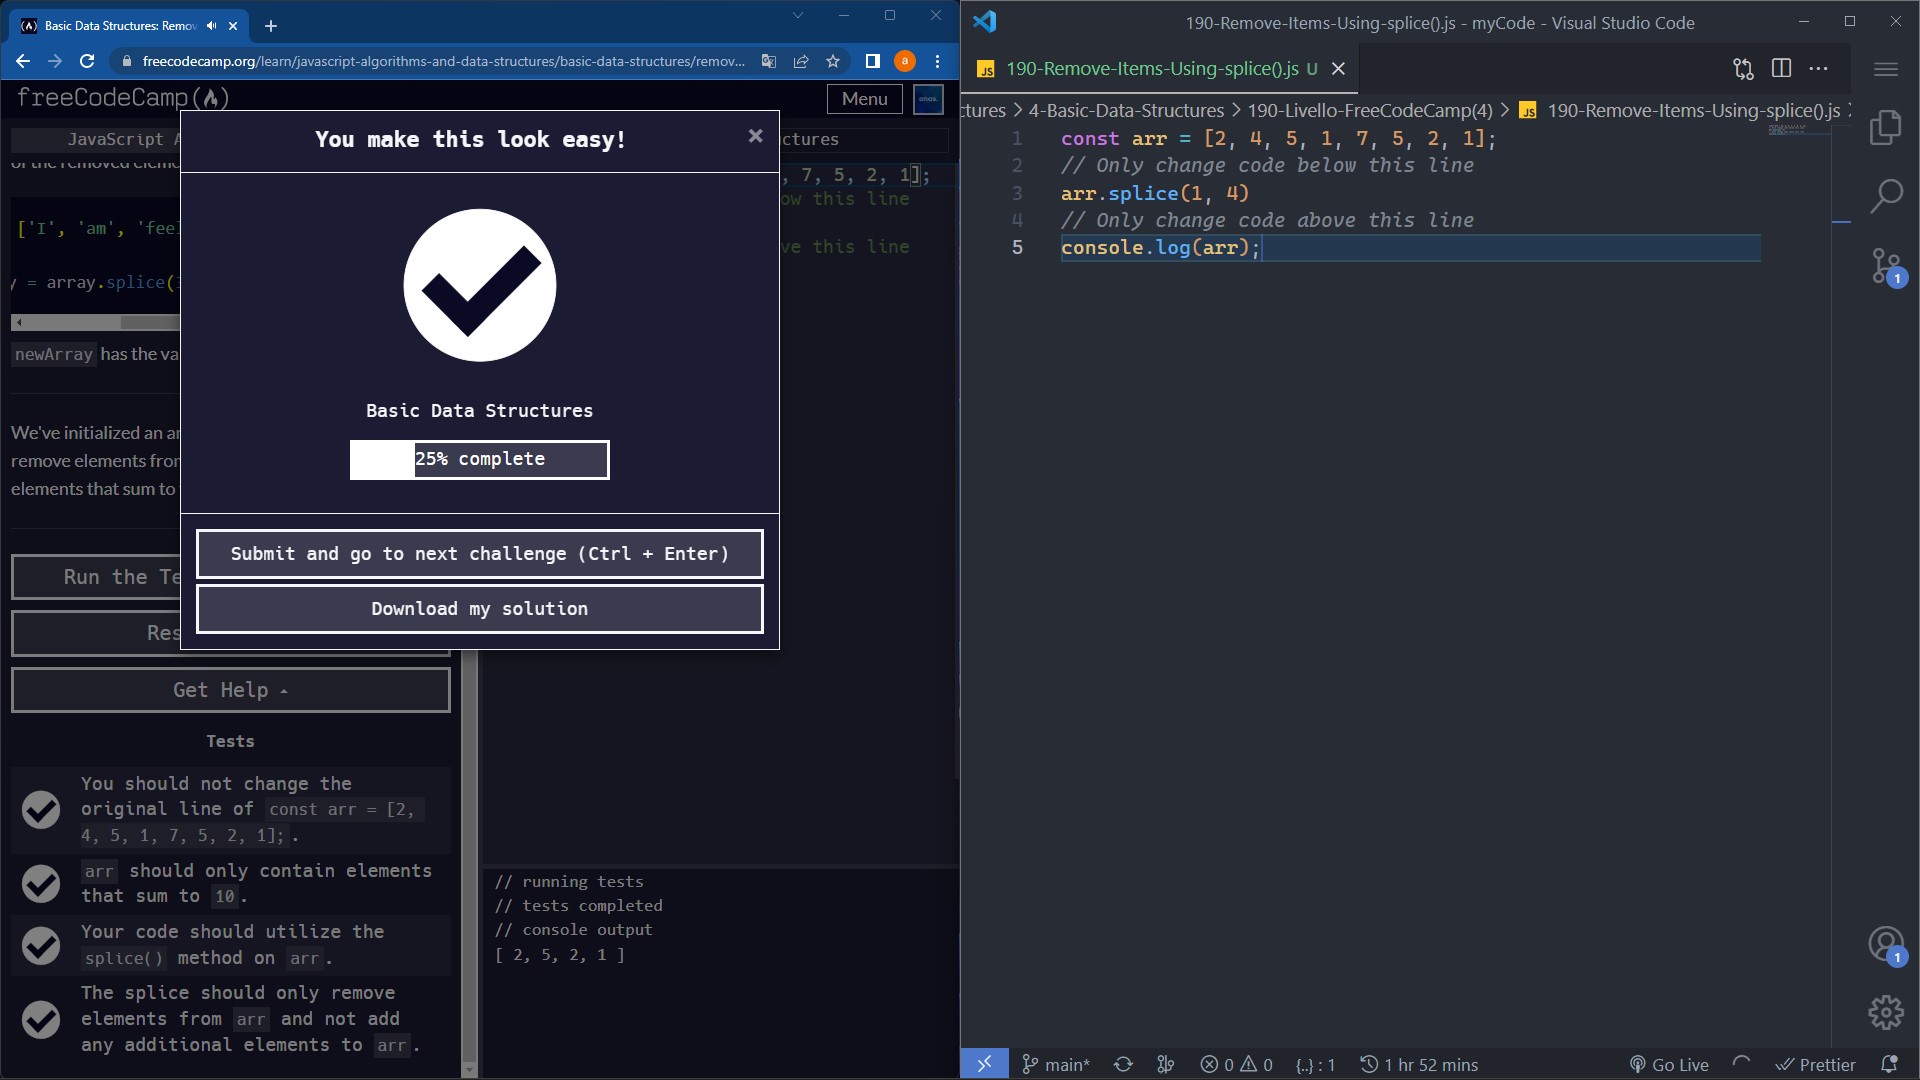 Basic Data Structures: Remov
freecodecamp.org/learn/javascript-algorithms-and-data-structures/basic-data-structures/remov...
a
freeCodeCamp
Menu
JavaScript A
ctures
of the removed eleme
['I', 'am', 'feel
y = array.splice(
newArray has the va
We've initialized an ar
remove elements fron
elements that sum to
Run the Te
Res
Get Help
Tests
You should not change the
original line of const arr = [2,
4, 5, 1, 7, 5, 2, 1]; .
arr should only contain elements
that sum to 10 .
Your code should utilize the
splice() method on arr .
The splice should only remove
elements from arr and not add
any additional elements to arr .
, 7, 5, 2, 1];
ow this line
ve this line
You make this look easy!
×
Basic Data Structures
25% complete
Submit and go to next challenge (Ctrl + Enter)
Download my solution
// running tests
// tests completed
// console output
[ 2, 5, 2, 1 ]
190-Remove-Items-Using-splice().js - myCode - Visual Studio Code
JS 190-Remove-Items-Using-splice().js U
ctures > 4-Basic-Data-Structures > 190-Livello-FreeCodeCamp(4) > JS 190-Remove-Items-Using-splice().js >
1 const arr = [2, 4, 5, 1, 7, 5, 2, 1];
2 // Only change code below this line
3 arr.splice(1, 4)
4 // Only change code above this line
5 console.log(arr);
1
1
main* 0 0 {..} : 1 1 hr 52 mins Go Live Prettier